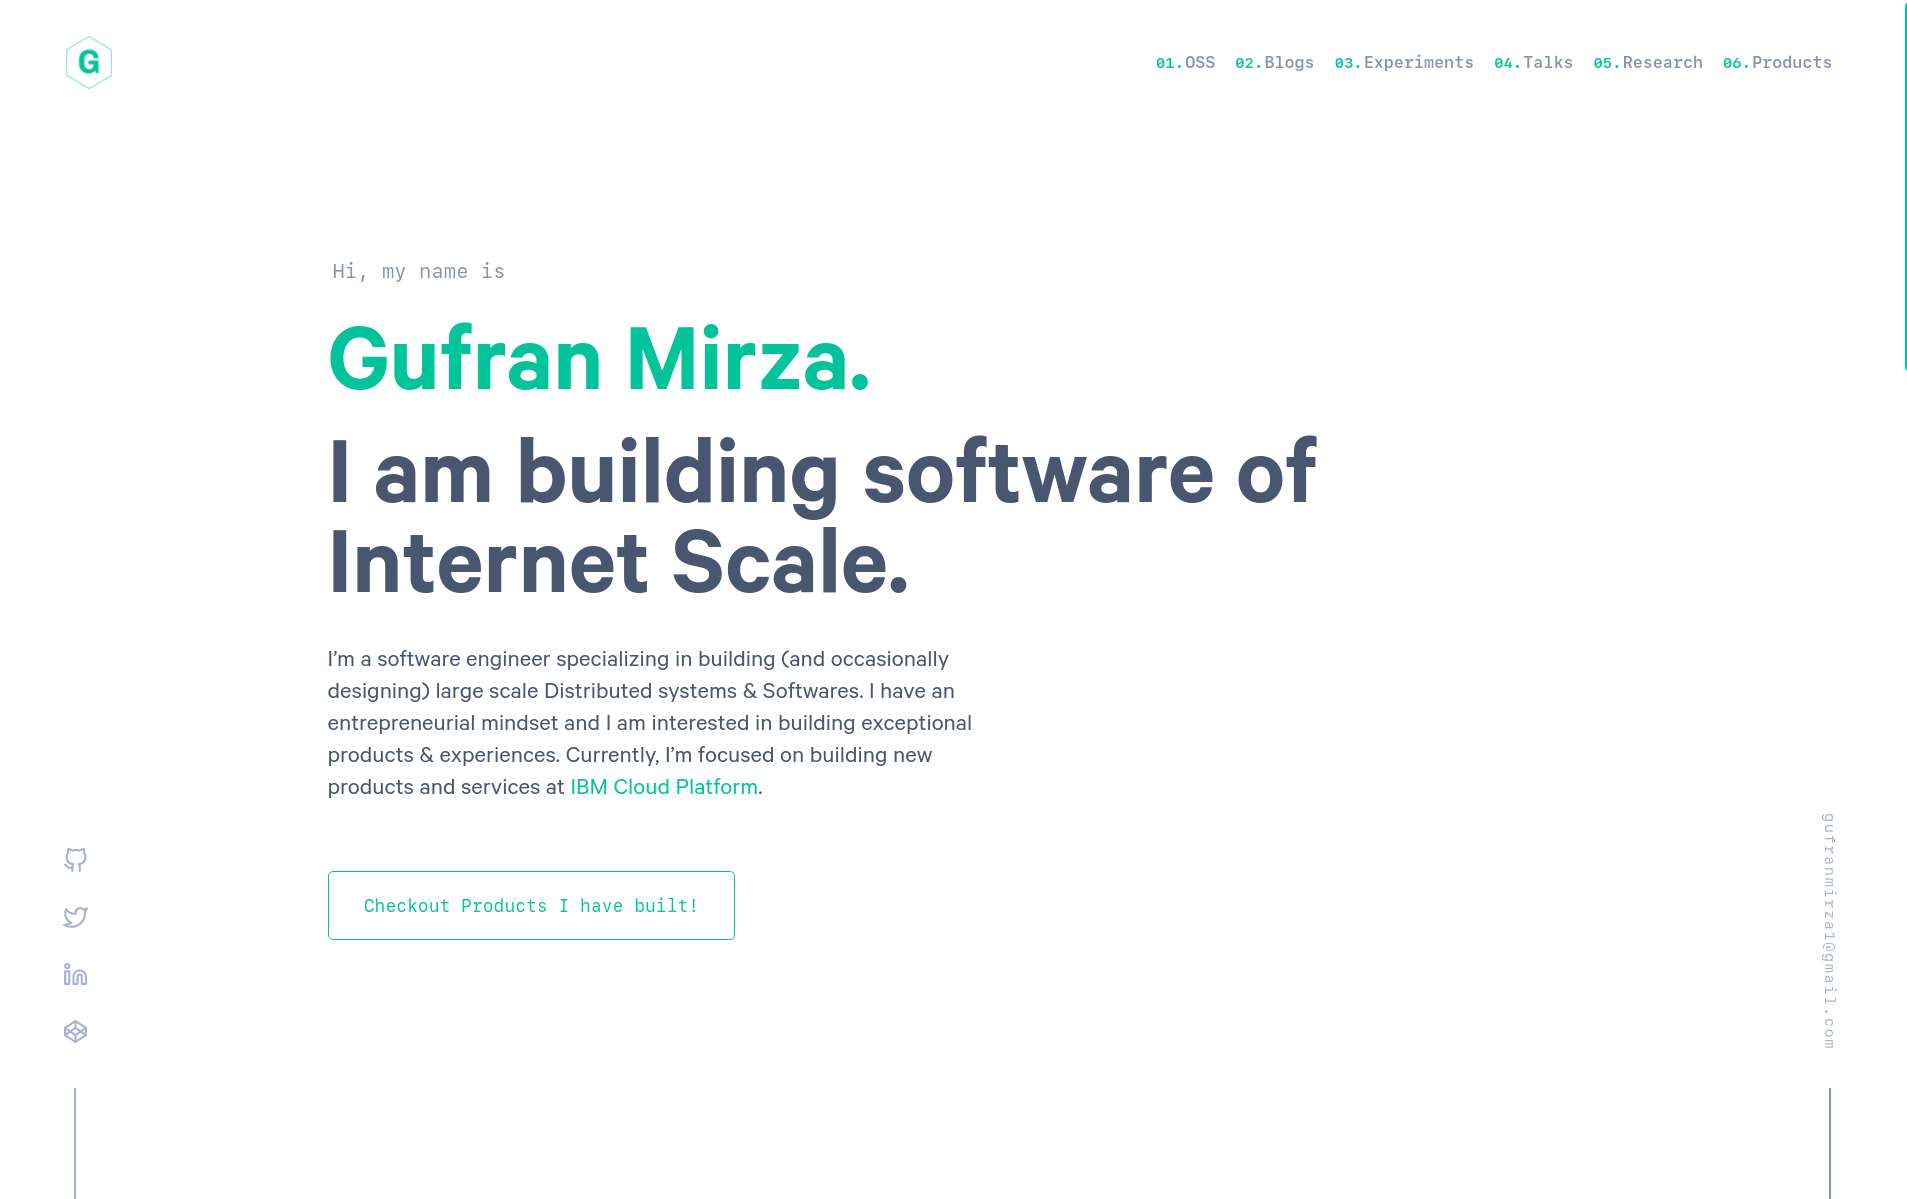 G
01.OSS 02.Blogs 03.Experiments 04.Talks 05.Research 06.Products
Hi, my name is
Gufran Mirza.
I am building software of
Internet Scale.
I’m a software engineer specializing in building (and occasionally
designing) large scale Distributed systems & Softwares. I have an
entrepreneurial mindset and I am interested in building exceptional
products & experiences. Currently, I’m focused on building new
products and services at IBM Cloud Platform.
Checkout Products I have built!
gufranmirza1@gmail.com